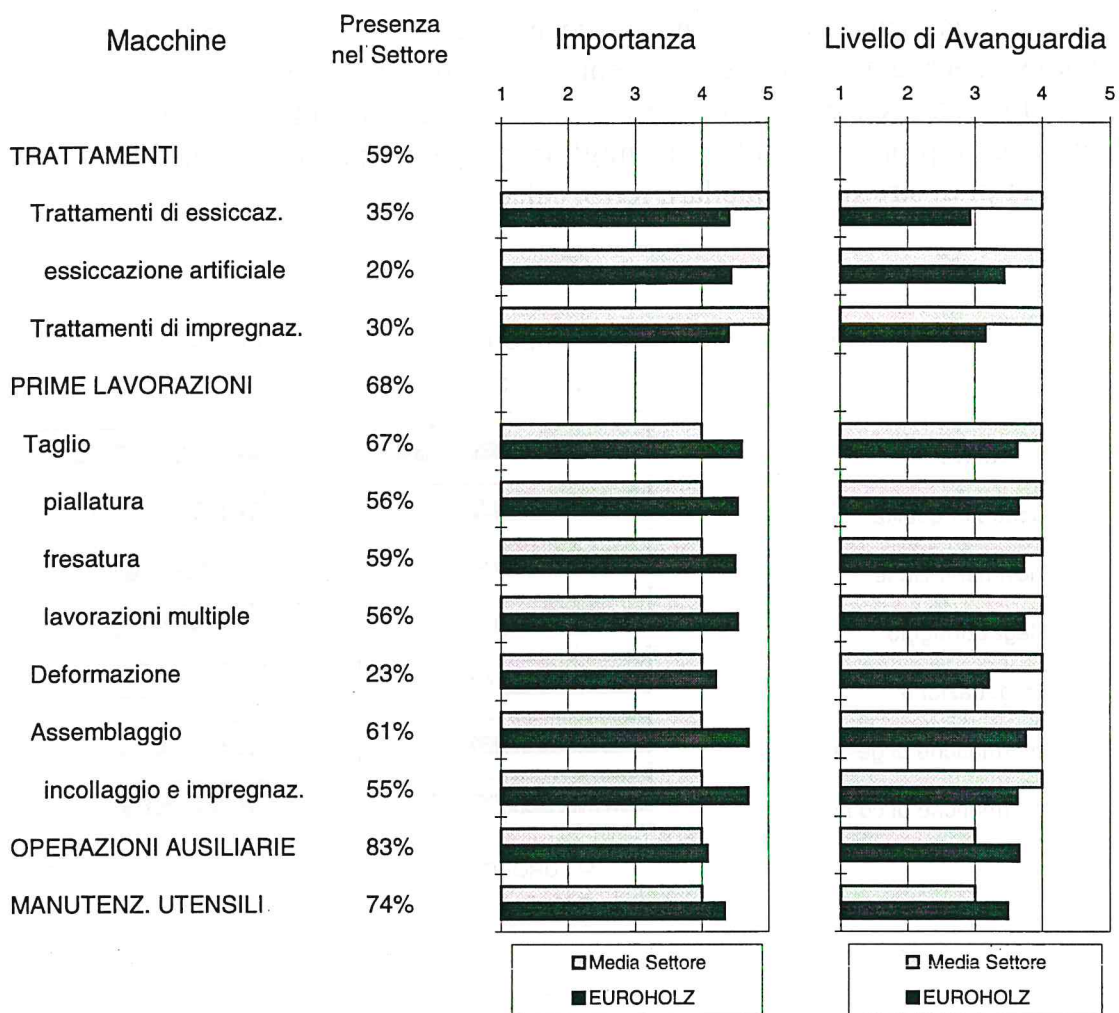 Macchine
Presenza
nel Settore
Importanza
Livello di Avanguardia
1 2 3 4 5
1 2 3 4 5
TRATTAMENTI 59%
Trattamenti di essiccaz. 35%
essiccazione artificiale 20%
Trattamenti di impregnaz. 30%
PRIME LAVORAZIONI 68%
Taglio 67%
piallatura 56%
fresatura 59%
lavorazioni multiple 56%
Deformazione 23%
Assemblaggio 61%
incollaggio e impregnaz. 55%
OPERAZIONI AUSILIARIE 83%
MANUTENZ. UTENSILI 74%
Media Settore
EUROHOLZ
Media Settore
EUROHOLZ